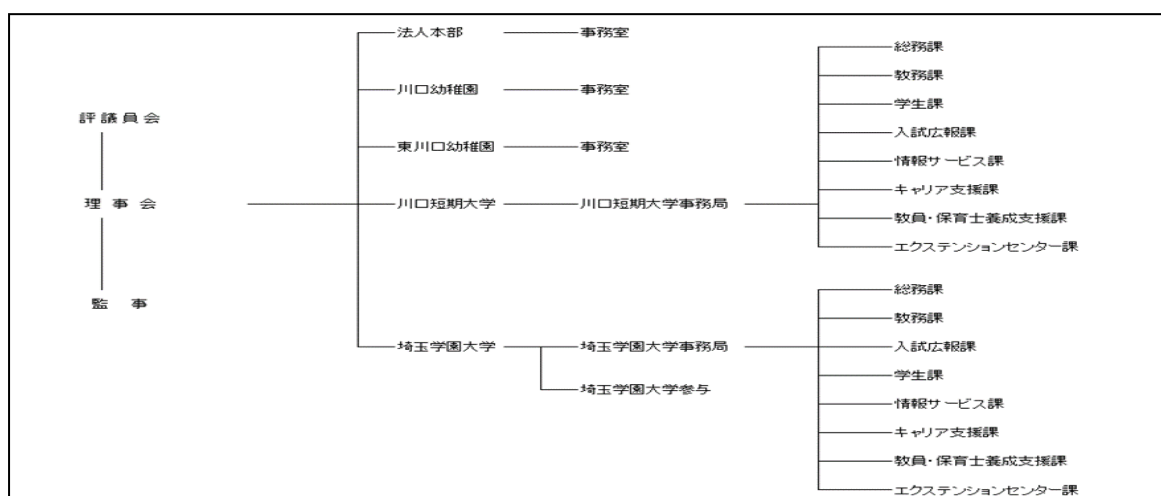 評議員会
理事会
監事
法人本部
事務室
川口幼稚園
事務室
東川口幼稚園
事務室
川口短期大学
川口短期大学事務局
総務課
教務課
学生課
入試広報課
情報サービス課
キャリア支援課
教員・保育士養成支援課
エクステンションセンター課
埼玉学園大学
埼玉学園大学事務局
埼玉学園大学参与
総務課
教務課
入試広報課
学生課
情報サービス課
キャリア支援課
教員・保育士養成支援課
エクステンションセンター課